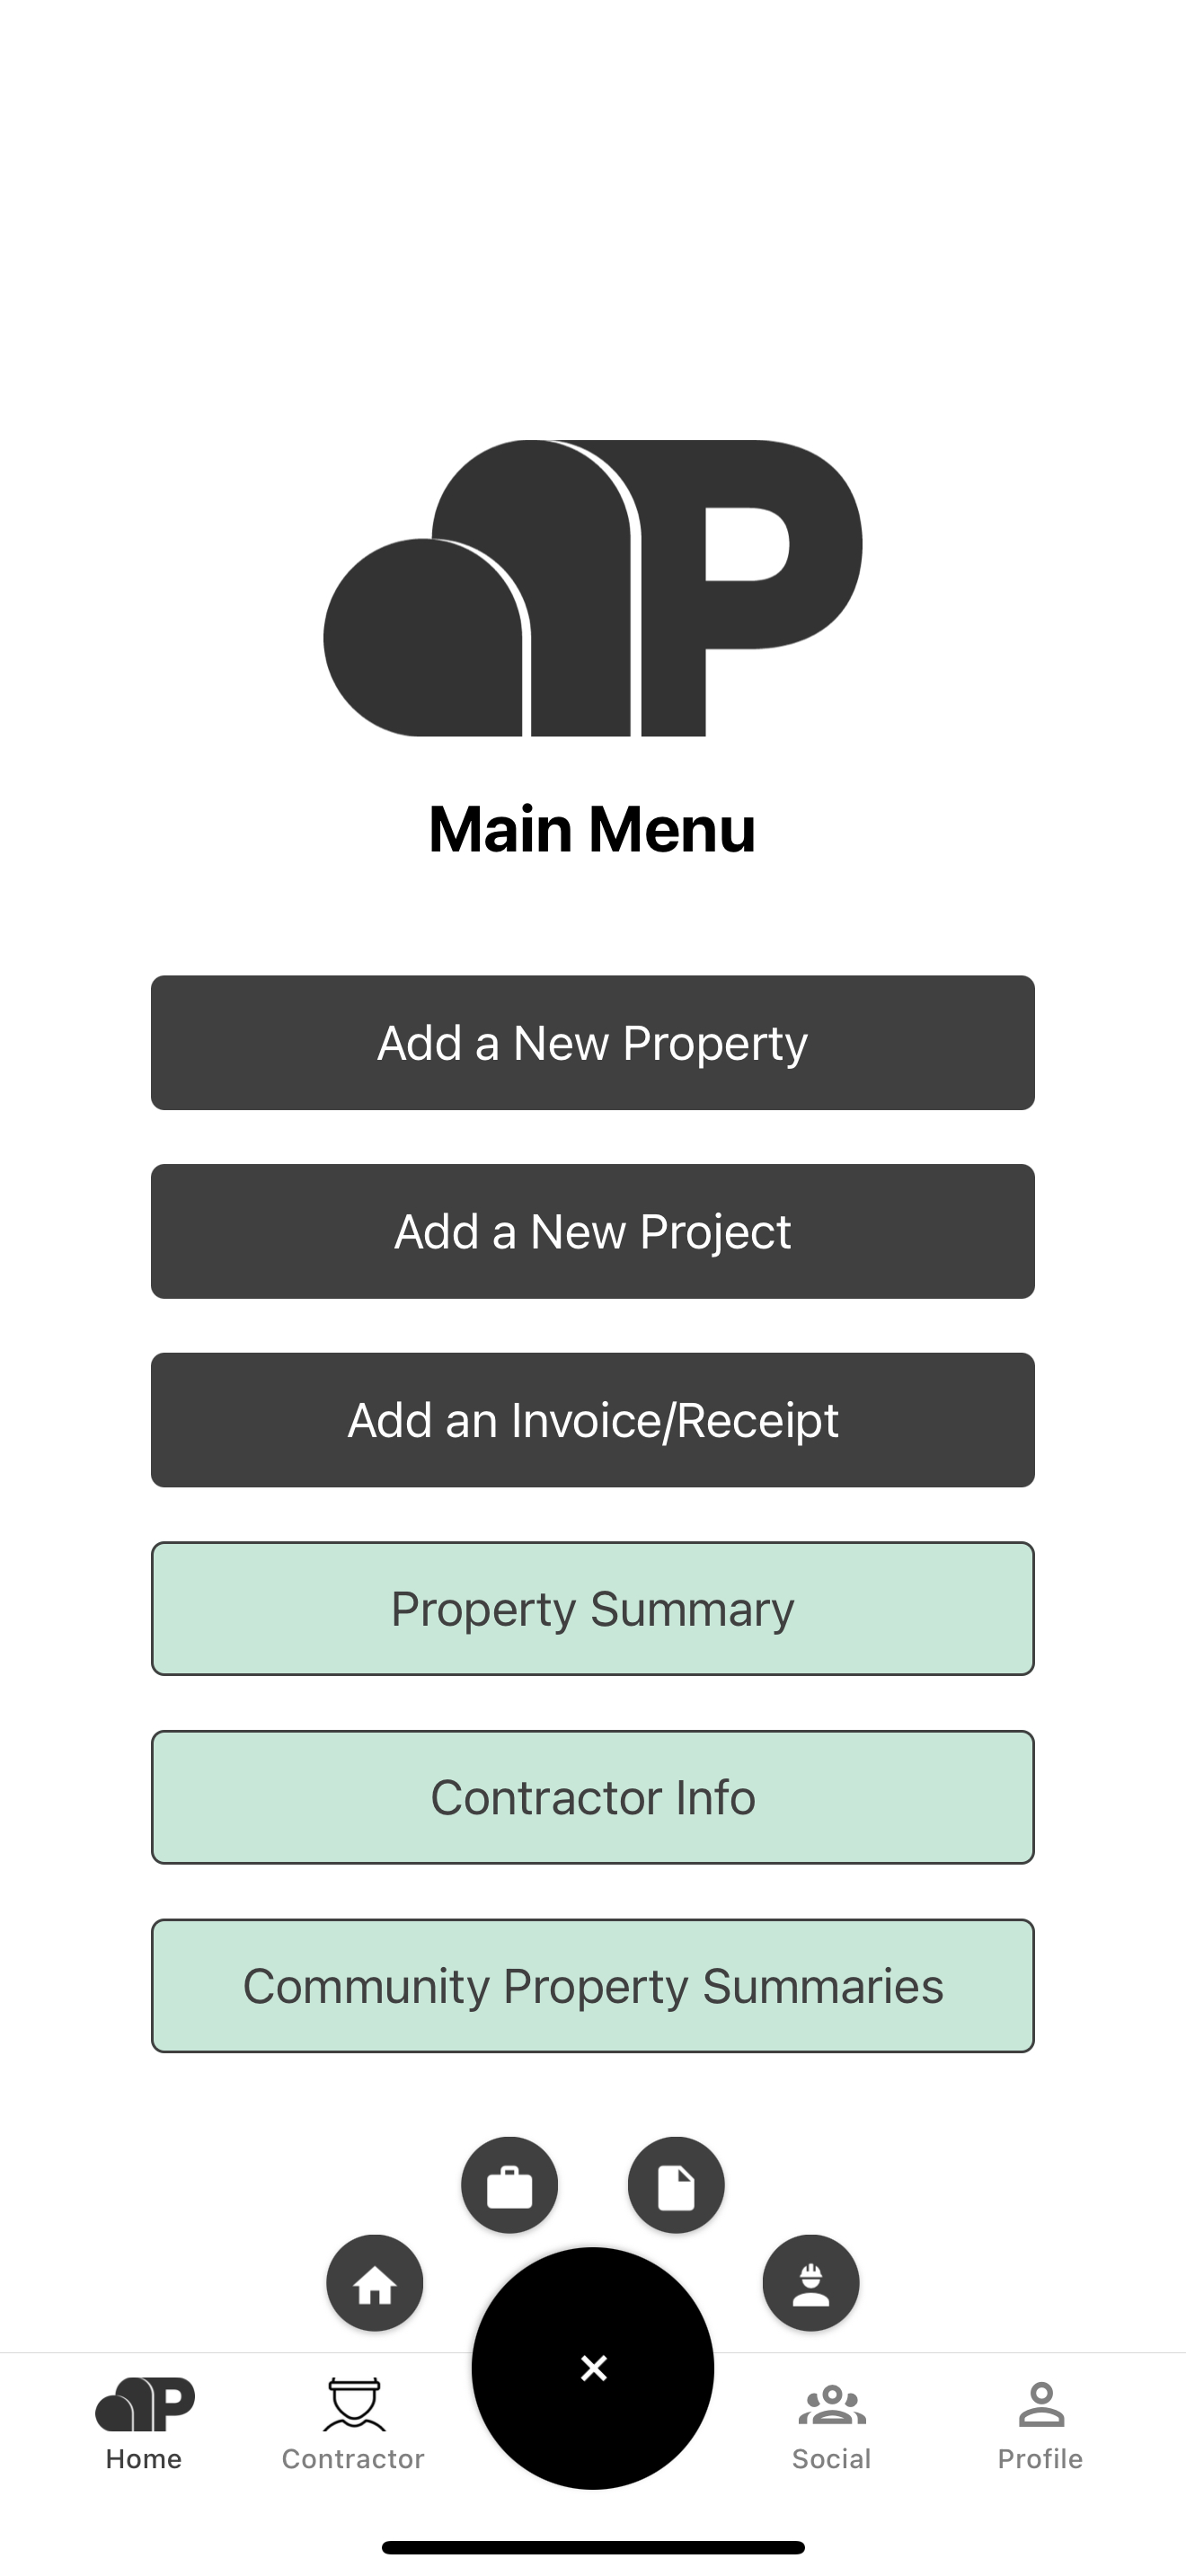 P
Main Menu
Add a New Property
Add a New Project
Add an Invoice/Receipt
Property Summary
Contractor Info
Community Property Summaries
P
Home
Contractor
Social
Profile